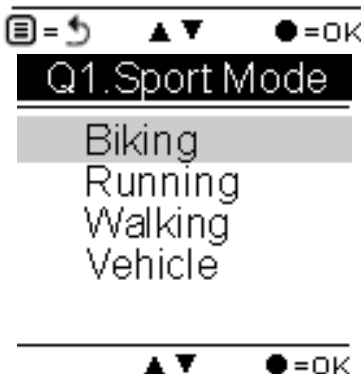 = ▲ ▼ ●=OK
Q1.Sport Mode
Biking
Running
Walking
Vehicle
▲ ▼ ●=OK